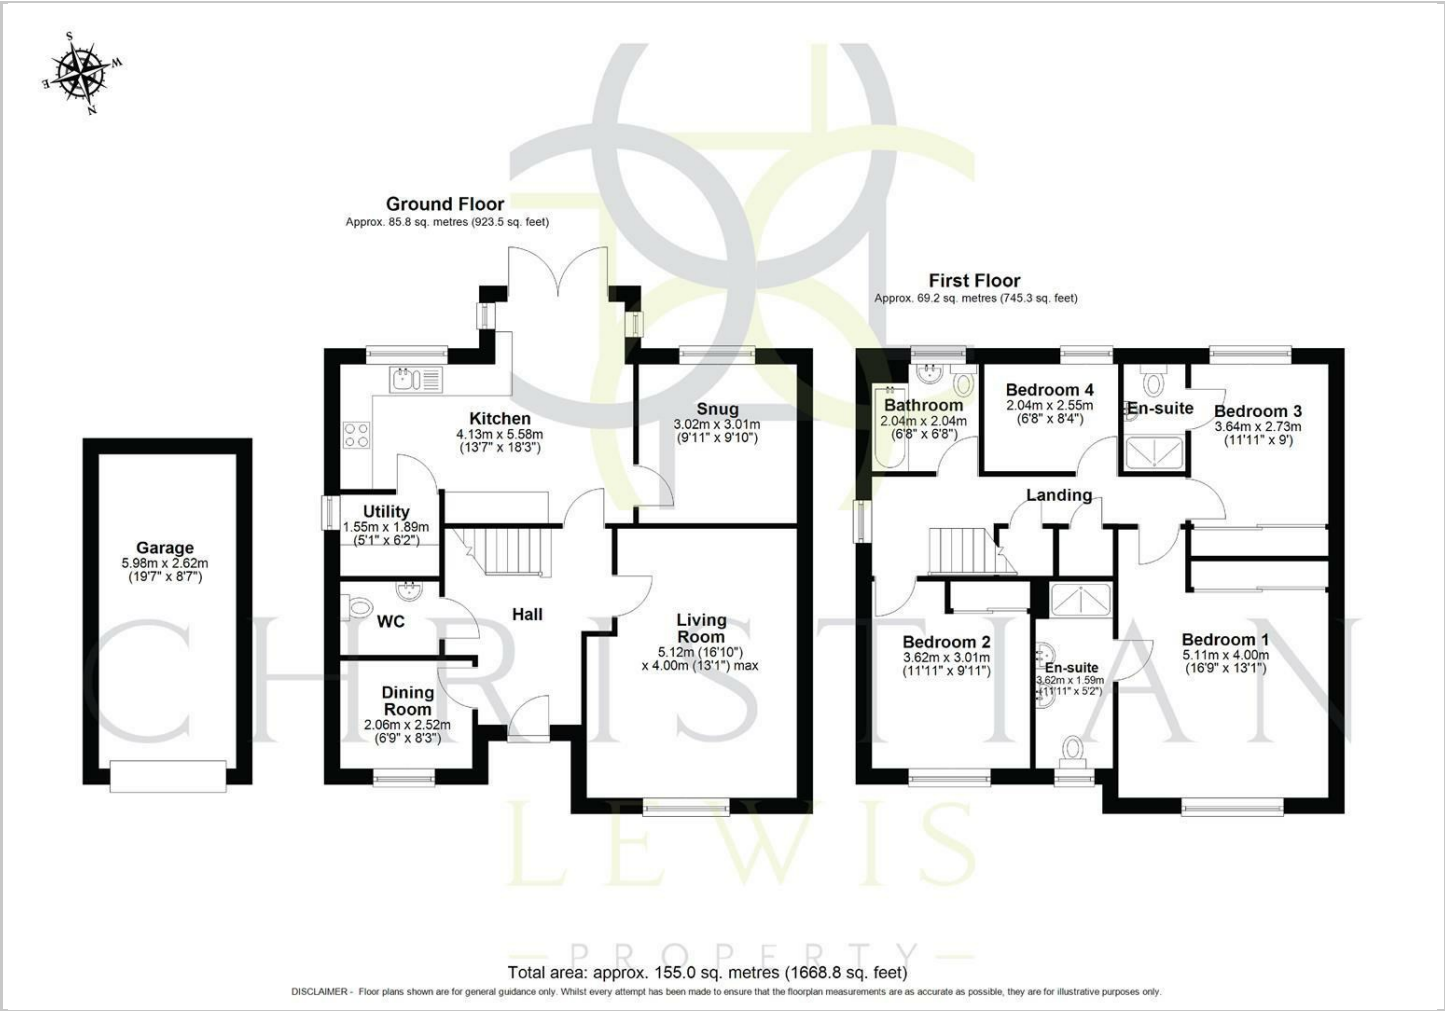 S
W
E
N
Ground Floor
Approx. 85.8 sq. metres (923.5 sq. feet)
First Floor
Approx. 69.2 sq. metres (745.3 sq. feet)
Kitchen
4.13m x 5.58m
(13'7" x 18'3")
Snug
3.02m x 3.01m
(9'11" x 9'10")
Utility
1.55m x 1.89m
(5'1" x 6'2")
Garage
5.98m x 2.62m
(19'7" x 8'7")
WC
Hall
Living
Room
5.12m (16'10")
x 4.00m (13'1") max
Dining
Room
2.06m x 2.52m
(6'9" x 8'3")
Bathroom
2.04m x 2.04m
(6'8" x 6'8")
Bedroom 4
2.04m x 2.55m
(6'8" x 8'4")
En-suite
Bedroom 3
3.64m x 2.73m
(11'11" x 9')
Landing
Bedroom 2
3.62m x 3.01m
(11'11" x 9'11")
En-suite
3.62m x 1.59m
(11'11" x 5'2")
Bedroom 1
5.11m x 4.00m
(16'9" x 13'1")
CHRISTIAN
LEWIS
PROPERTY
Total area: approx. 155.0 sq. metres (1668.8 sq. feet)
DISCLAIMER - Floor plans shown are for general guidance only. Whilst every attempt has been made to ensure that the floorplan measurements are as accurate as possible, they are for illustrative purposes only.